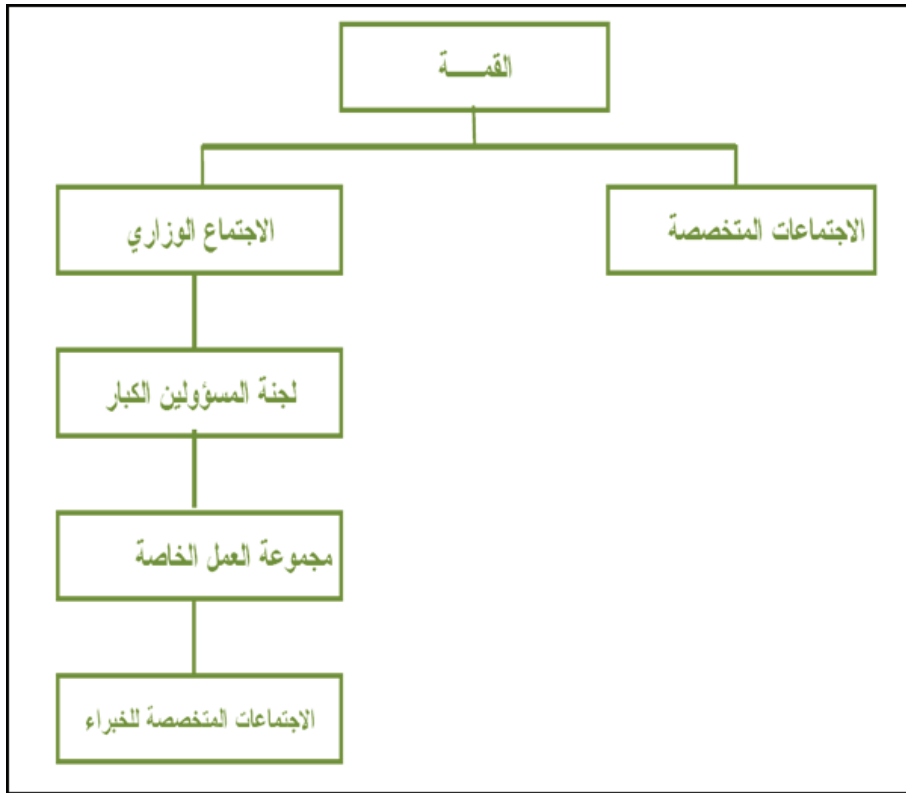 القمـــــة
الاجتماعات المتخصصة
الاجتماع الوزاري
لجنة المسؤولين الكبار
مجموعة العمل الخاصة
الاجتماعات المتخصصة للخبراء